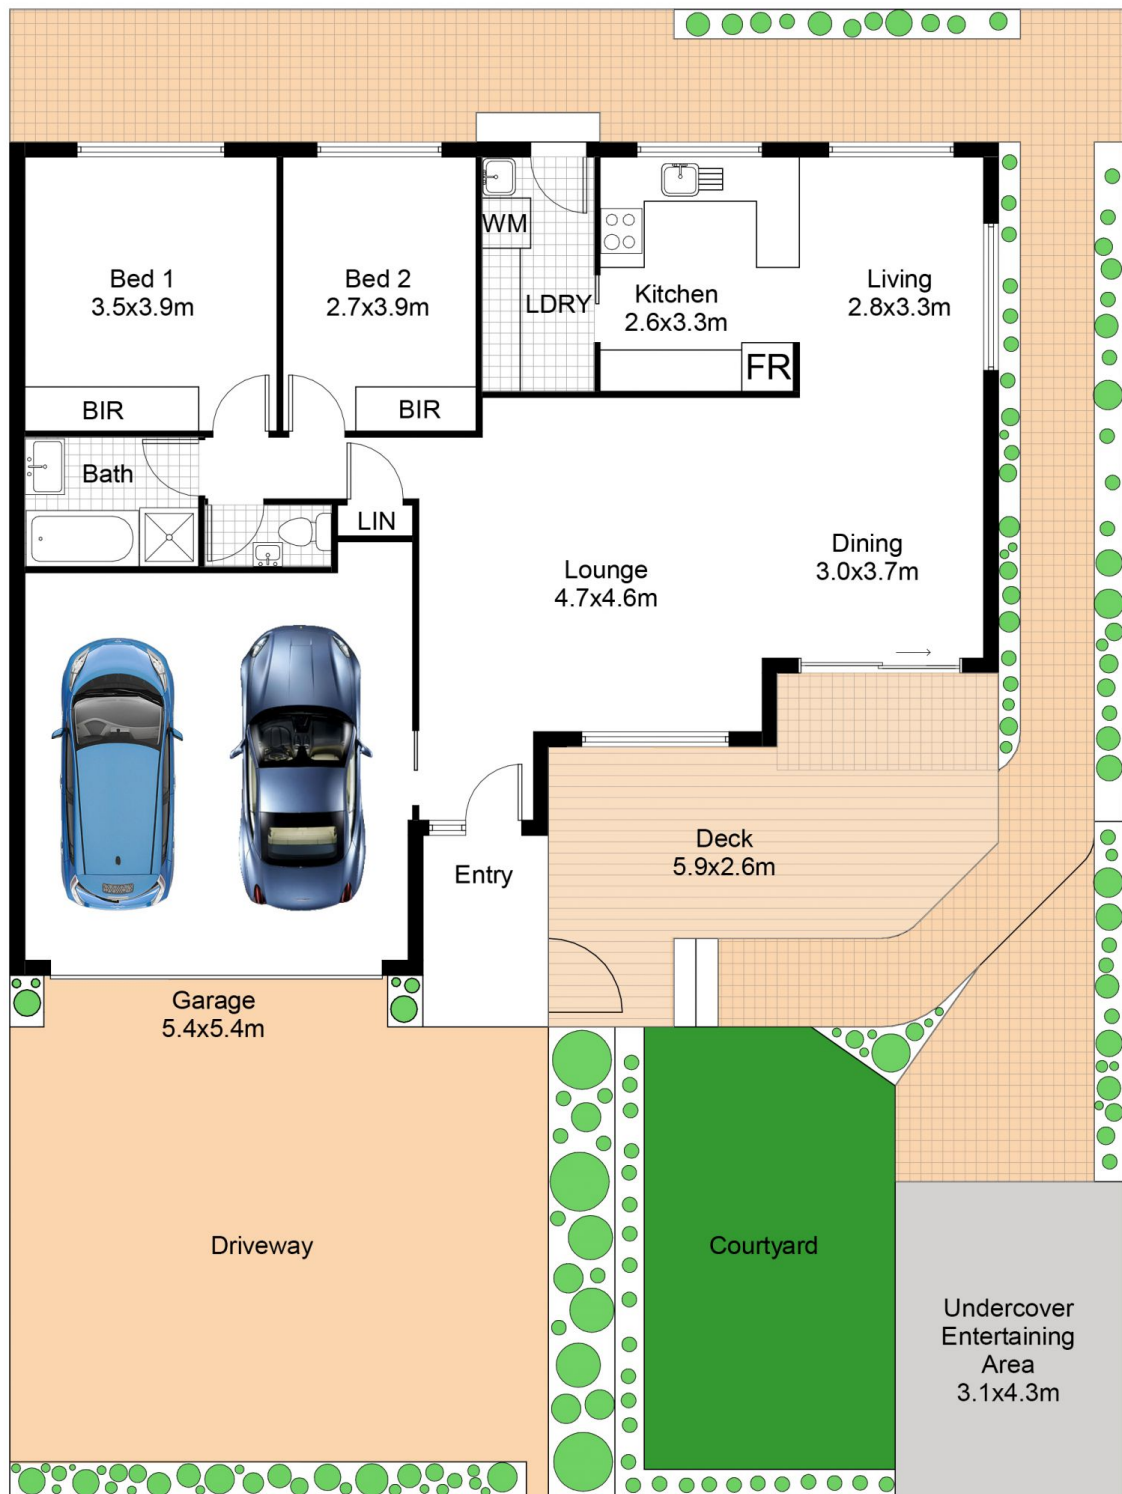 Bed 1
3.5x3.9m
BIR
Bed 2
2.7x3.9m
BIR
WM
LDRY
Kitchen
2.6x3.3m
FR
Living
2.8x3.3m
Bath
LIN
Lounge
4.7x4.6m
Dining
3.0x3.7m
Entry
Deck
5.9x2.6m
Garage
5.4x5.4m
Driveway
Courtyard
Undercover
Entertaining
Area
3.1x4.3m